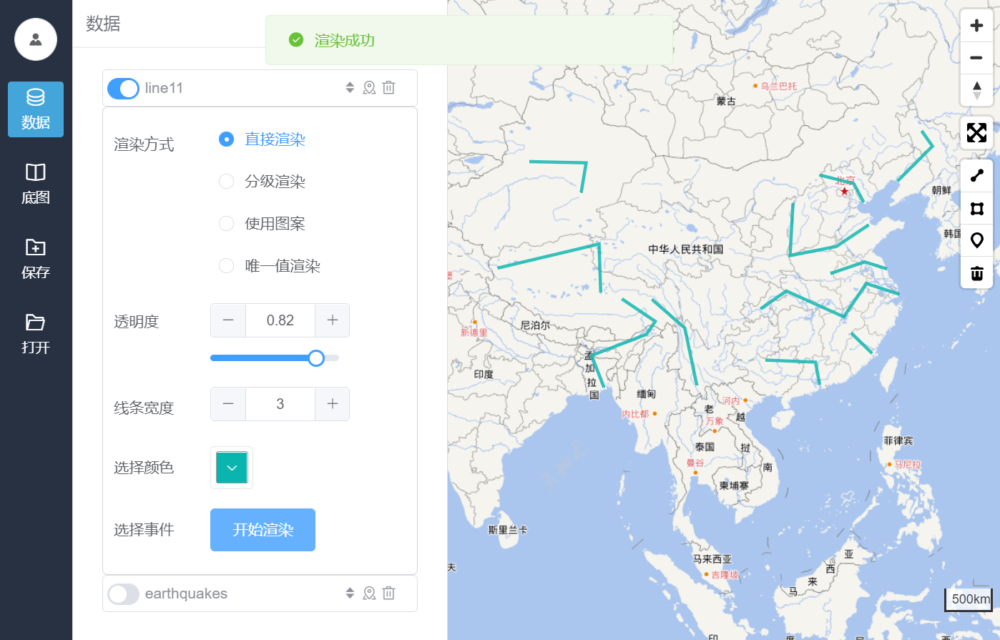 数据
渲染成功
line11
数据
渲染方式
直接渲染
分级渲染
使用图案
唯一值渲染
底图
保存
打开
透明度
0.82
线条宽度
3
选择颜色
选择事件
开始渲染
earthquakes
乌兰巴托
蒙古
北京
朝鲜
韩国
中华人民共和国
尼泊尔
新德里
印度
孟
加
拉
国
缅甸
内比都
河内
老
越
万象
泰国
挝
曼谷
南
柬埔寨
菲律宾
马尼拉
斯里兰卡
马来西亚
吉隆坡
亚
西
来
马
夫
印
度
尼
西
500km